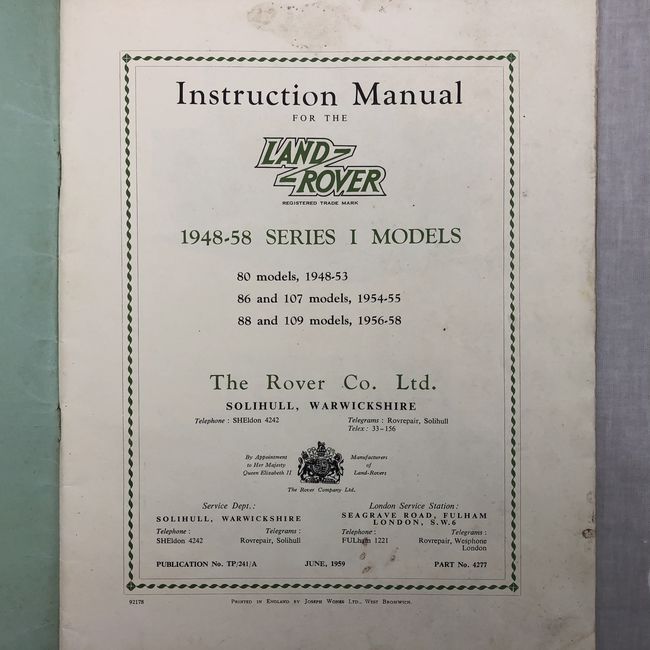 Instruction Manual
FOR THE
LAND-
-ROVER
REGISTERED TRADE MARK
1948-58 SERIES I MODELS
80 models, 1948-53
86 and 107 models, 1954-55
88 and 109 models, 1956-58
The Rover Co. Ltd.
SOLIHULL, WARWICKSHIRE
Telephone : SHEldon 4242
Telegrams : Rovrepair, Solihull
Telex : 33-156
By Appointment
to Her Majesty
Queen Elizabeth II
Manufacturers
of
Land-Rovers
The Rover Company Ltd.
Service Dept.:
SOLIHULL, WARWICKSHIRE
Telephone :
SHEldon 4242
Telegrams :
Rovrepair, Solihull
London Service Station :
SEAGRAVE ROAD, FULHAM
LONDON, S.W.6
Telephone :
FULham 1221
Telegrams :
Rovrepair, Wesphone
London
PUBLICATION No. TP/241/A
JUNE, 1959
PART No. 4277
92178
PRINTED IN ENGLAND BY JOSEPH WONES LTD., WEST BROMWICH.